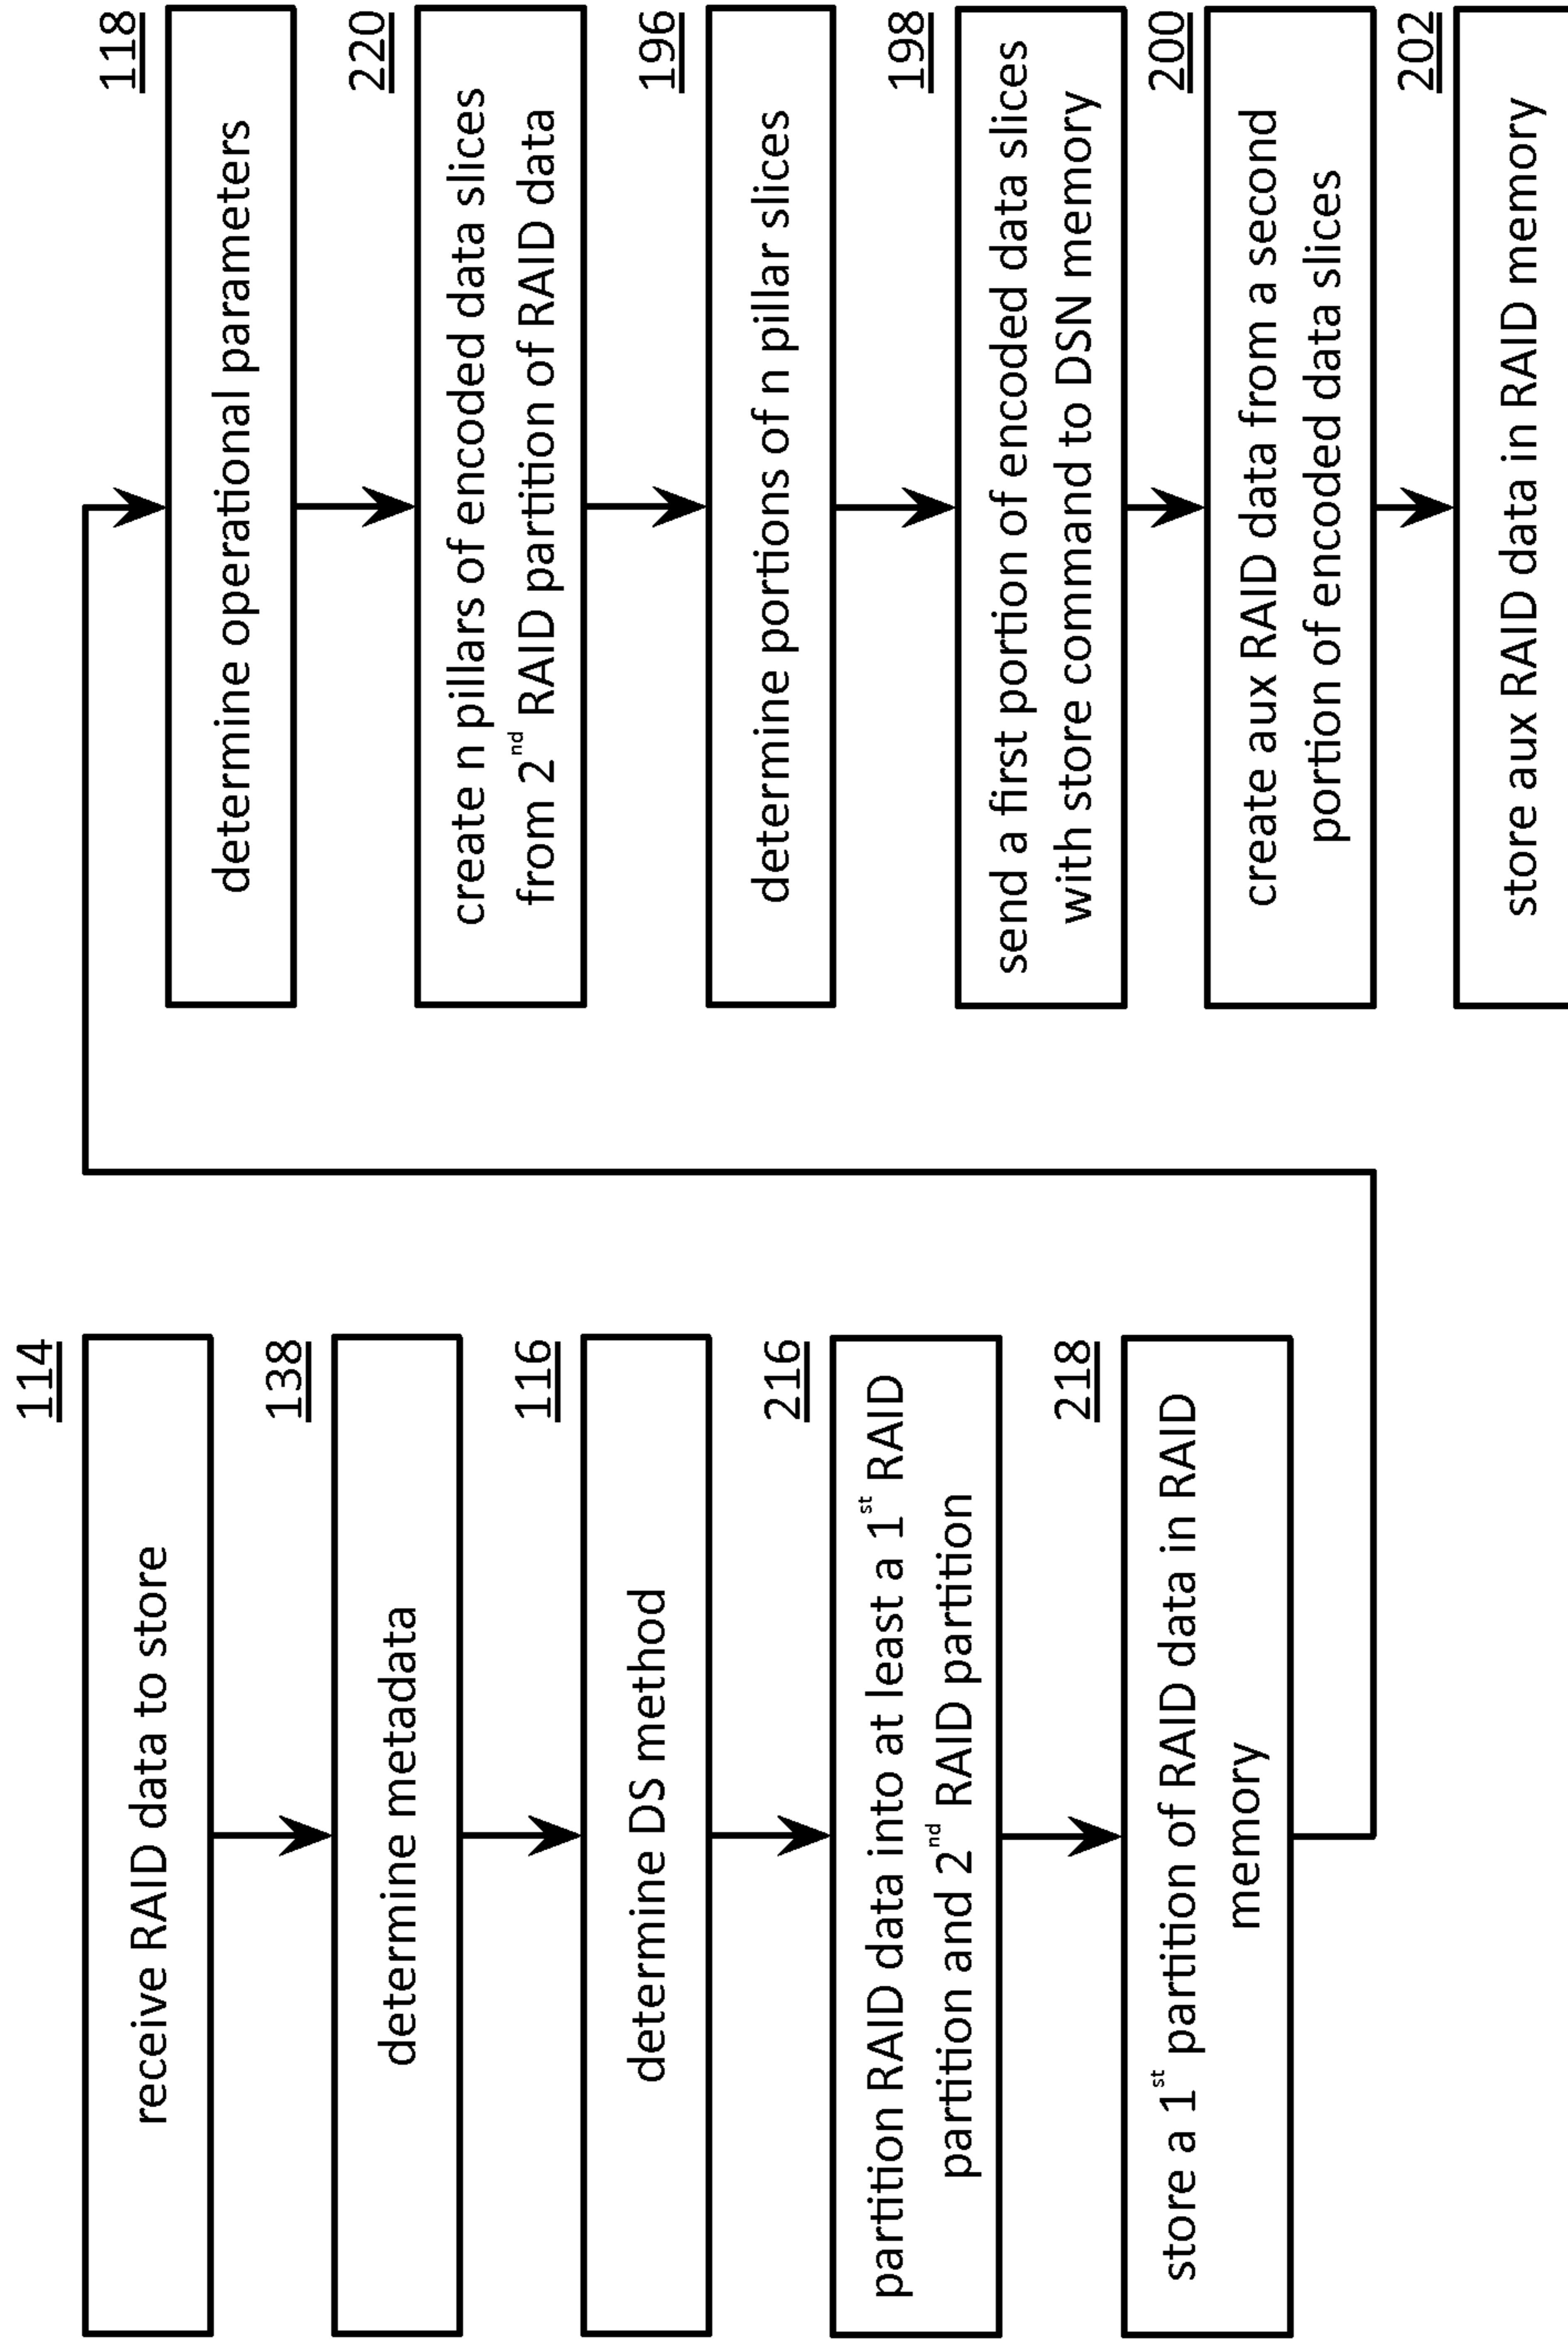 114
receive RAID data to store
138
determine metadata
116
determine DS method
216
partition RAID data into at least a 1st RAID
partition and 2nd RAID partition
218
store a 1st partition of RAID data in RAID
memory
118
determine operational parameters
220
create n pillars of encoded data slices
from 2nd RAID partition of RAID data
196
determine portions of n pillar slices
198
send a first portion of encoded data slices
with store command to DSN memory
200
create aux RAID data from a second
portion of encoded data slices
202
store aux RAID data in RAID memory